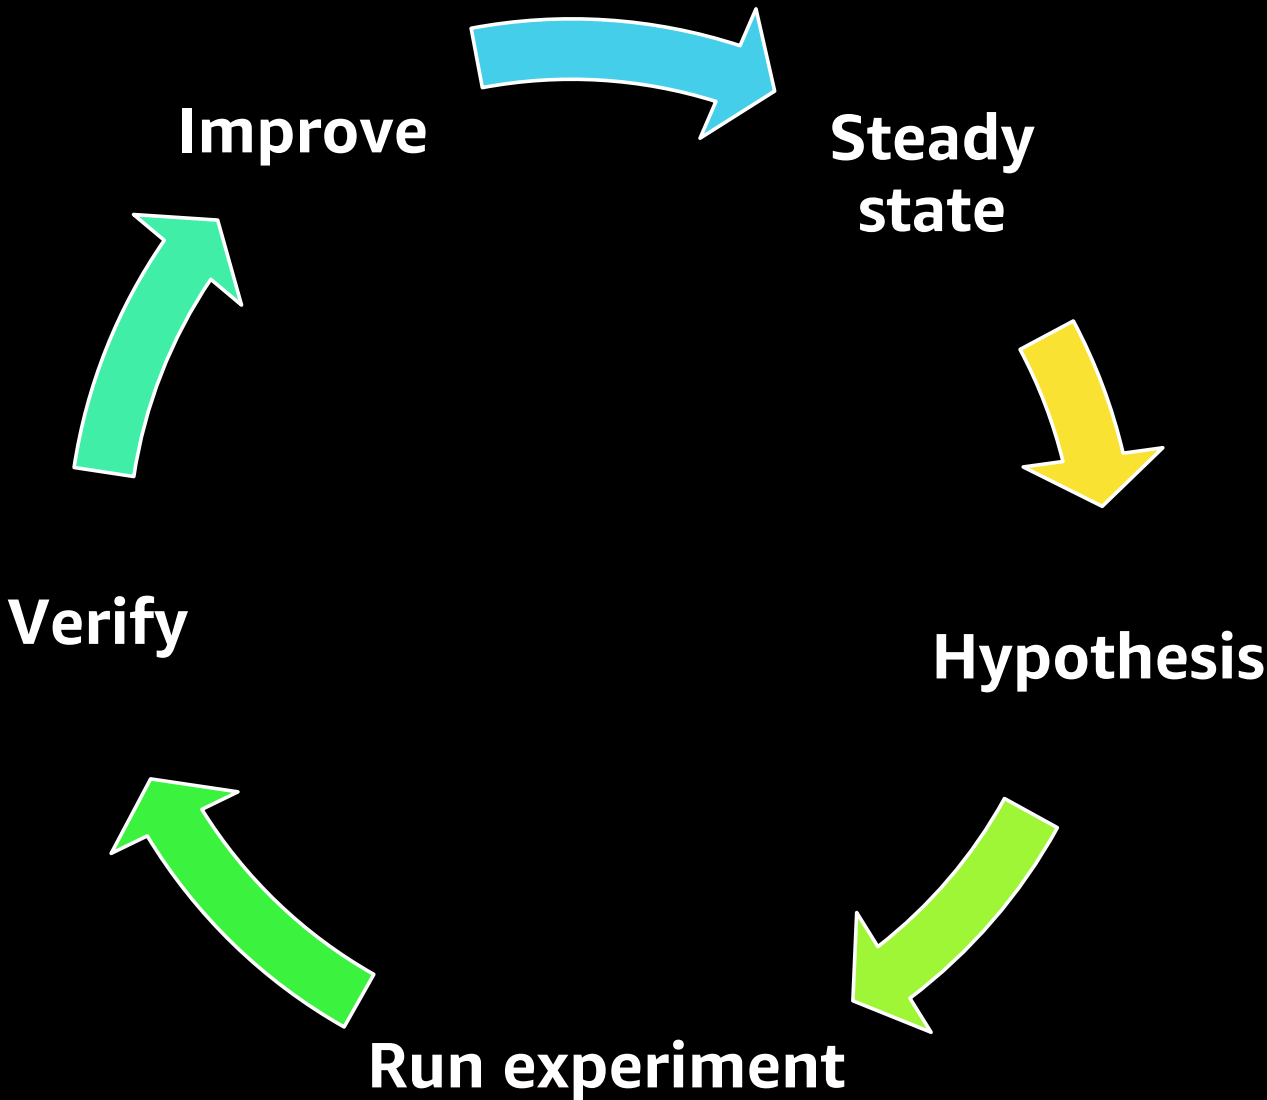 Improve
Steady
state
Verify
Hypothesis
Run experiment